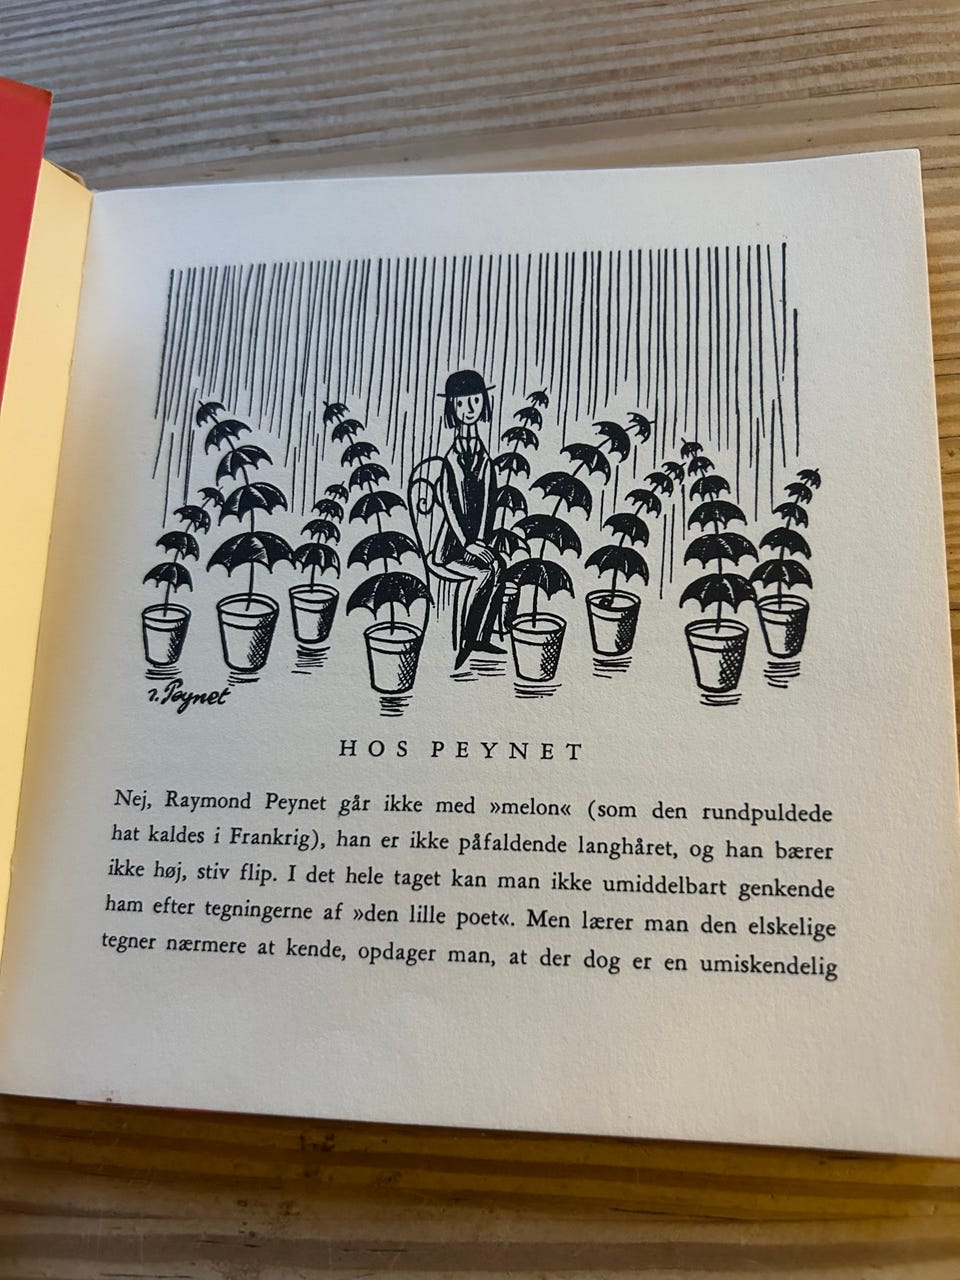 r. Peynet
HOS PEYNET
Nej, Raymond Peynet går ikke med »melon« (som den rundpuldede
hat kaldes i Frankrig), han er ikke påfaldende langhåret, og han bærer
ikke høj, stiv flip. I det hele taget kan man ikke umiddelbart genkende
ham efter tegningerne af »den lille poet«. Men lærer man den elskelige
tegner nærmere at kende, opdager man, at der dog er en umiskendelig